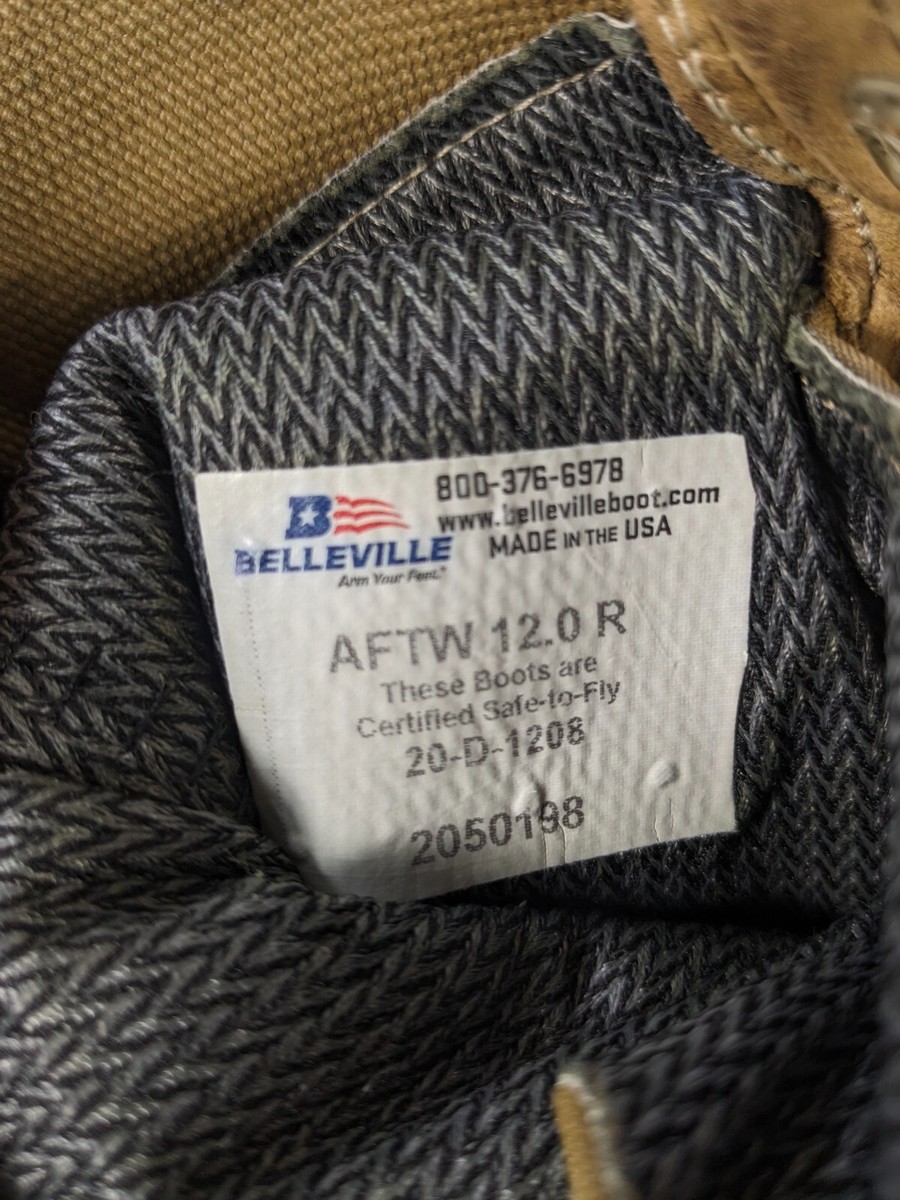 B
BELLEVILLE
Arm Your Feet.™
800-376-6978
www.bellevilleboot.com
MADE IN THE USA
AFTW 12.0 R
These Boots are
Certified Safe-to-Fly
20-D-1208
2050198